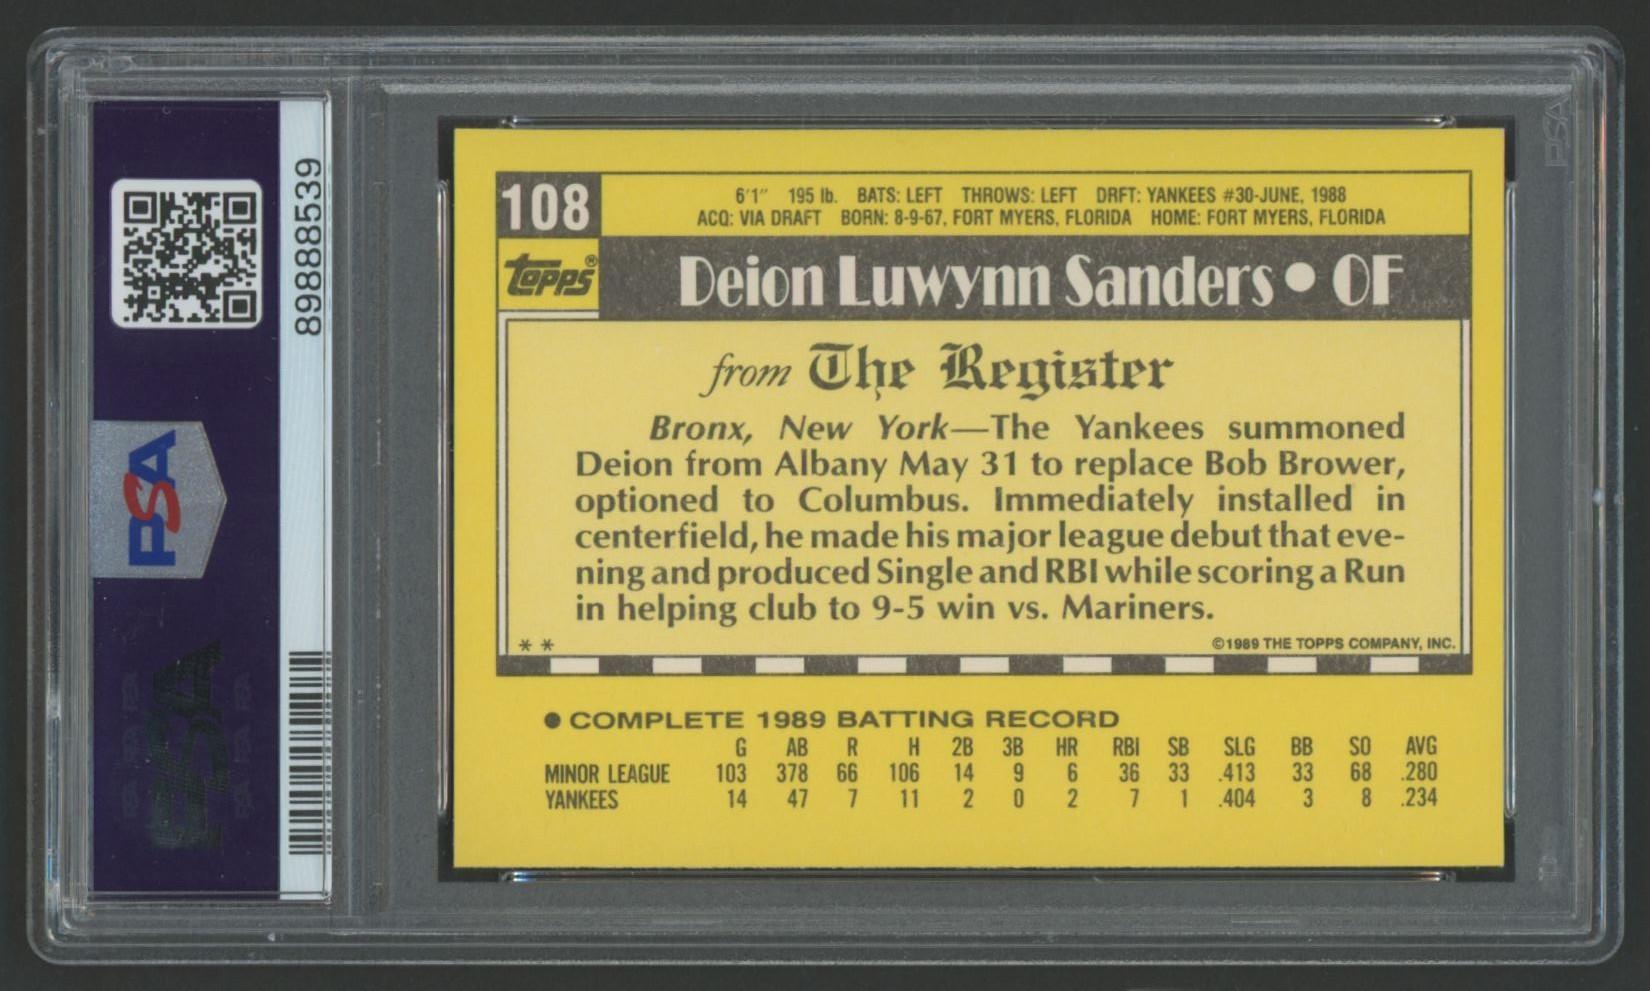 89888539
PSA
PSA
PSA
108
6'1" 195 lb. BATS: LEFT THROWS: LEFT DRFT: YANKEES #30-JUNE, 1988
ACQ: VIA DRAFT BORN: 8-9-67, FORT MYERS, FLORIDA HOME: FORT MYERS, FLORIDA
topps®
Deion Luwynn Sanders • OF
from The Register
Bronx, New York—The Yankees summoned
Deion from Albany May 31 to replace Bob Brower,
optioned to Columbus. Immediately installed in
centerfield, he made his major league debut that eve-
ning and produced Single and RBI while scoring a Run
in helping club to 9-5 win vs. Mariners.
** ©1989 THE TOPPS COMPANY, INC.
● COMPLETE 1989 BATTING RECORD
G AB R H 2B 3B HR RBI SB SLG BB SO AVG
MINOR LEAGUE 103 378 66 106 14 9 6 36 33 .413 33 68 .280
YANKEES 14 47 7 11 2 0 2 7 1 .404 3 8 .234